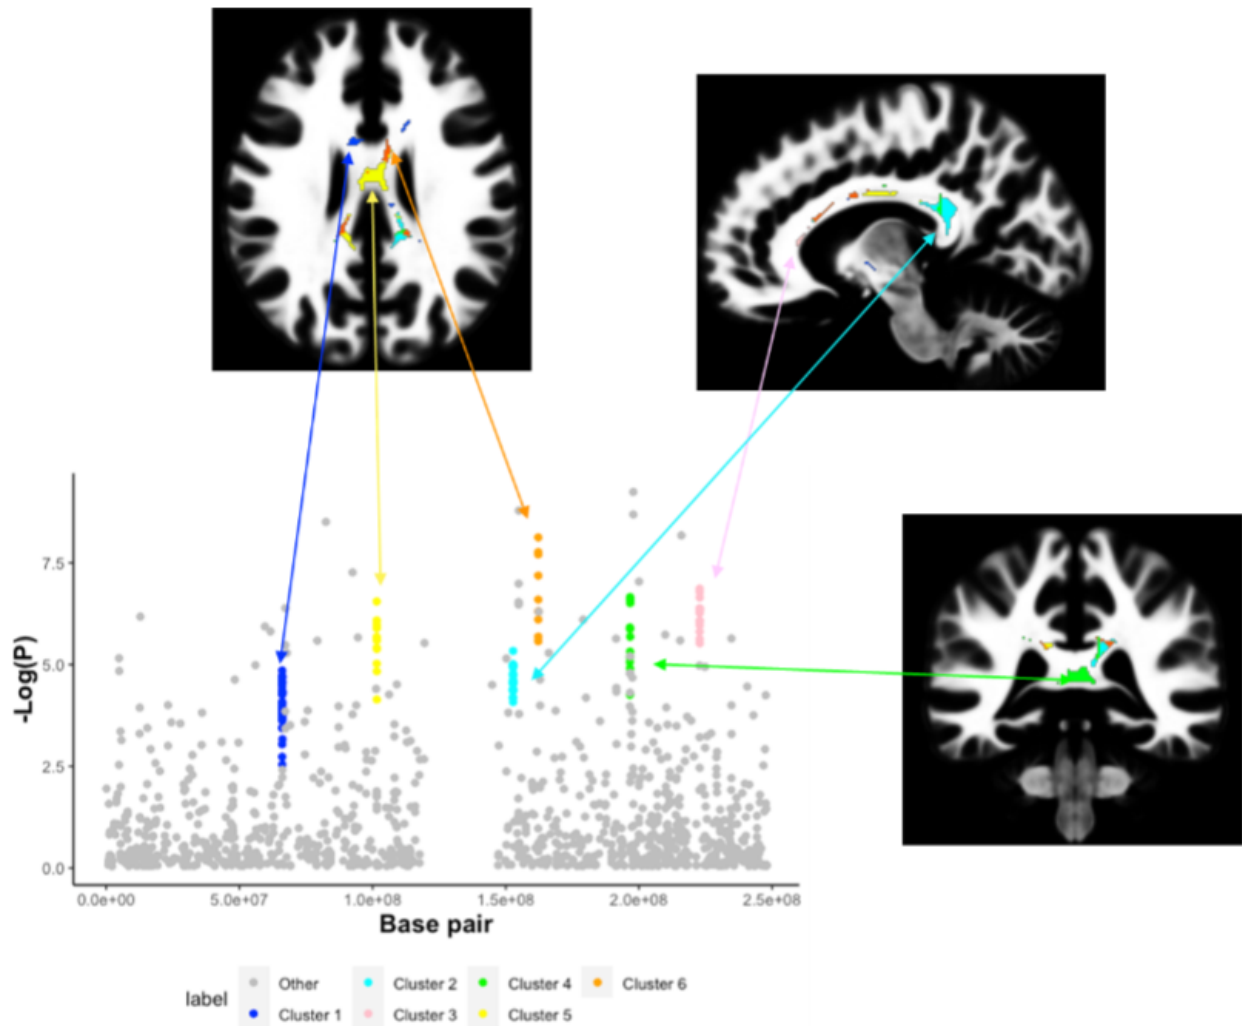 7.5
5.0
2.5
0.0
-Log(P)
0.0e+00 5.0e+07 1.0e+08 1.5e+08 2.0e+08 2.5e+08
Base pair
label
Other Cluster 2 Cluster 4 Cluster 6
Cluster 1 Cluster 3 Cluster 5